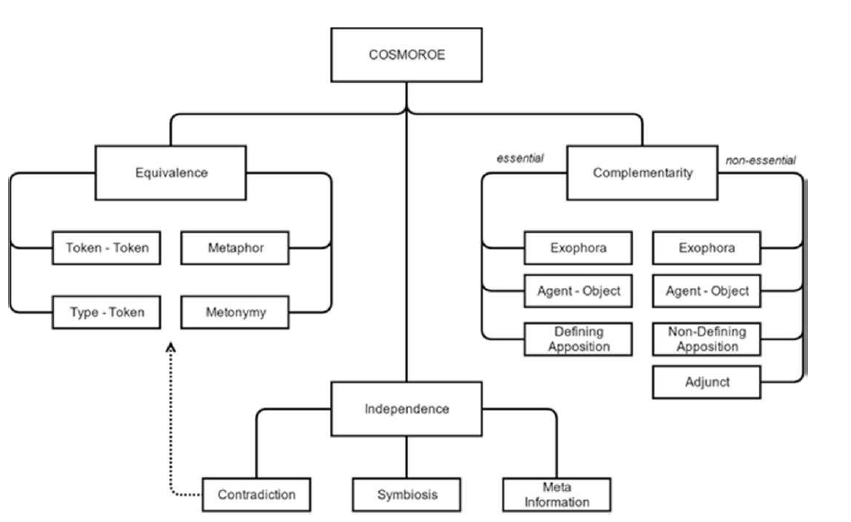 COSMOROE
essential
non-essential
Equivalence
Complementarity
Token - Token
Metaphor
Exophora
Exophora
Agent - Object
Agent - Object
Type - Token
Metonymy
Defining
Apposition
Non-Defining
Apposition
Adjunct
Independence
Contradiction
Symbiosis
Meta
Information